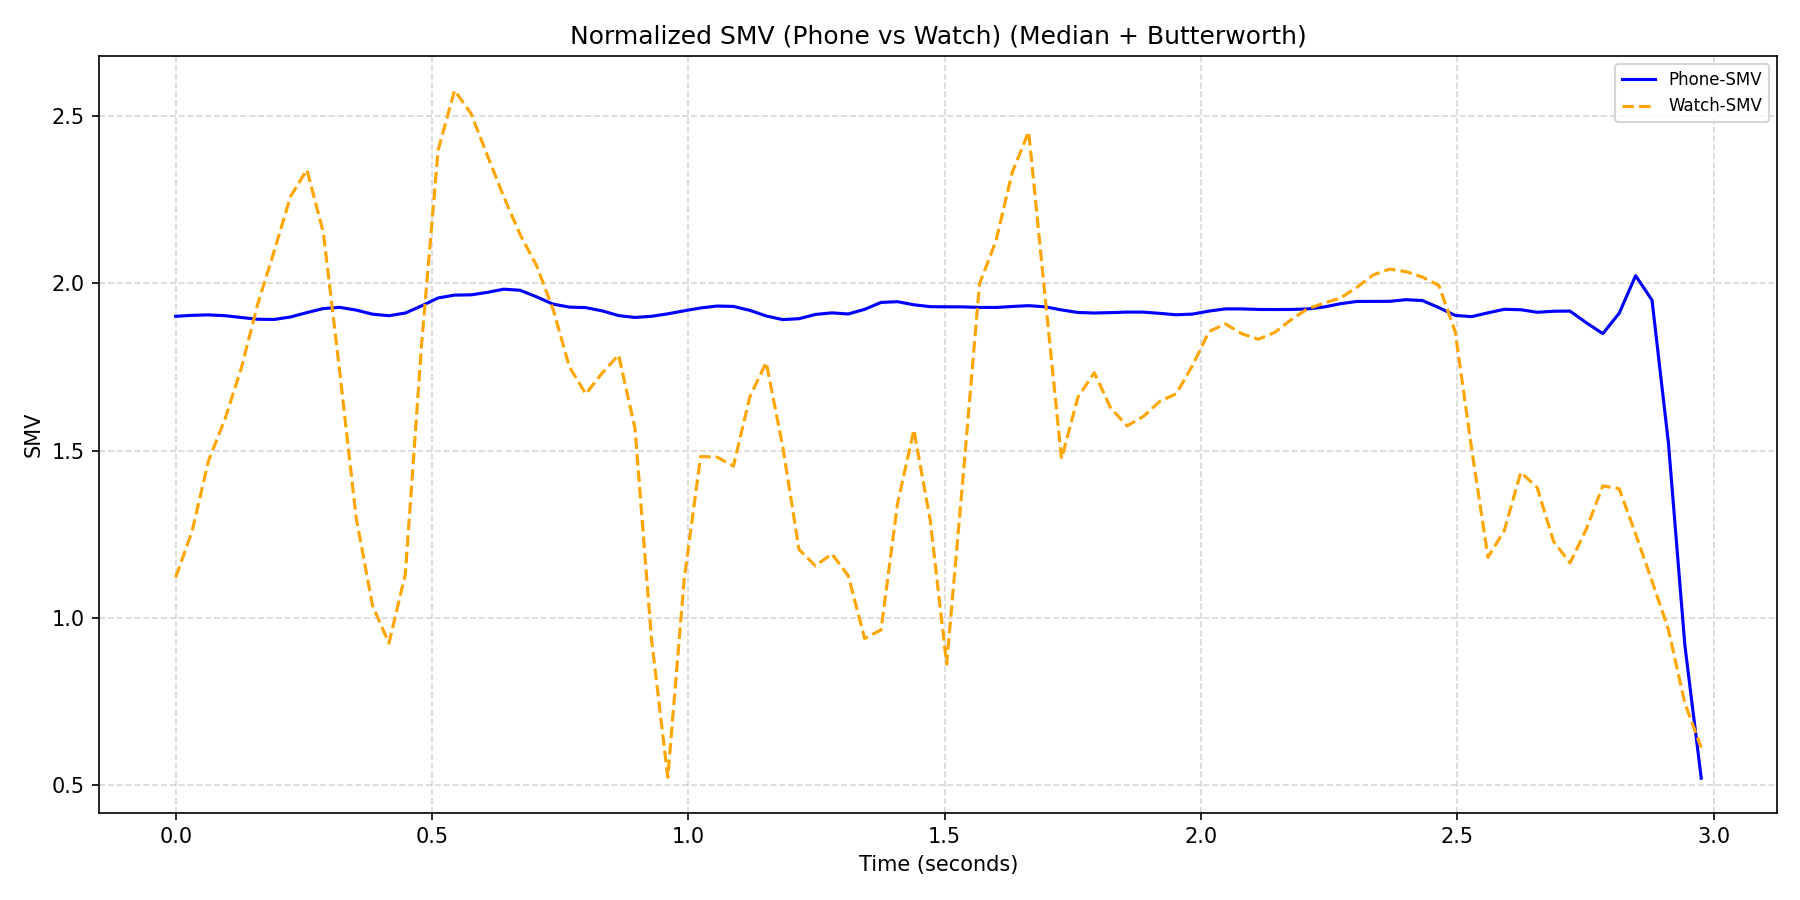 Normalized SMV (Phone vs Watch) (Median + Butterworth)
Phone-SMV
Watch-SMV
2.5
2.0
1.5
1.0
0.5
SMV
0.0 0.5 1.0 1.5 2.0 2.5 3.0
Time (seconds)